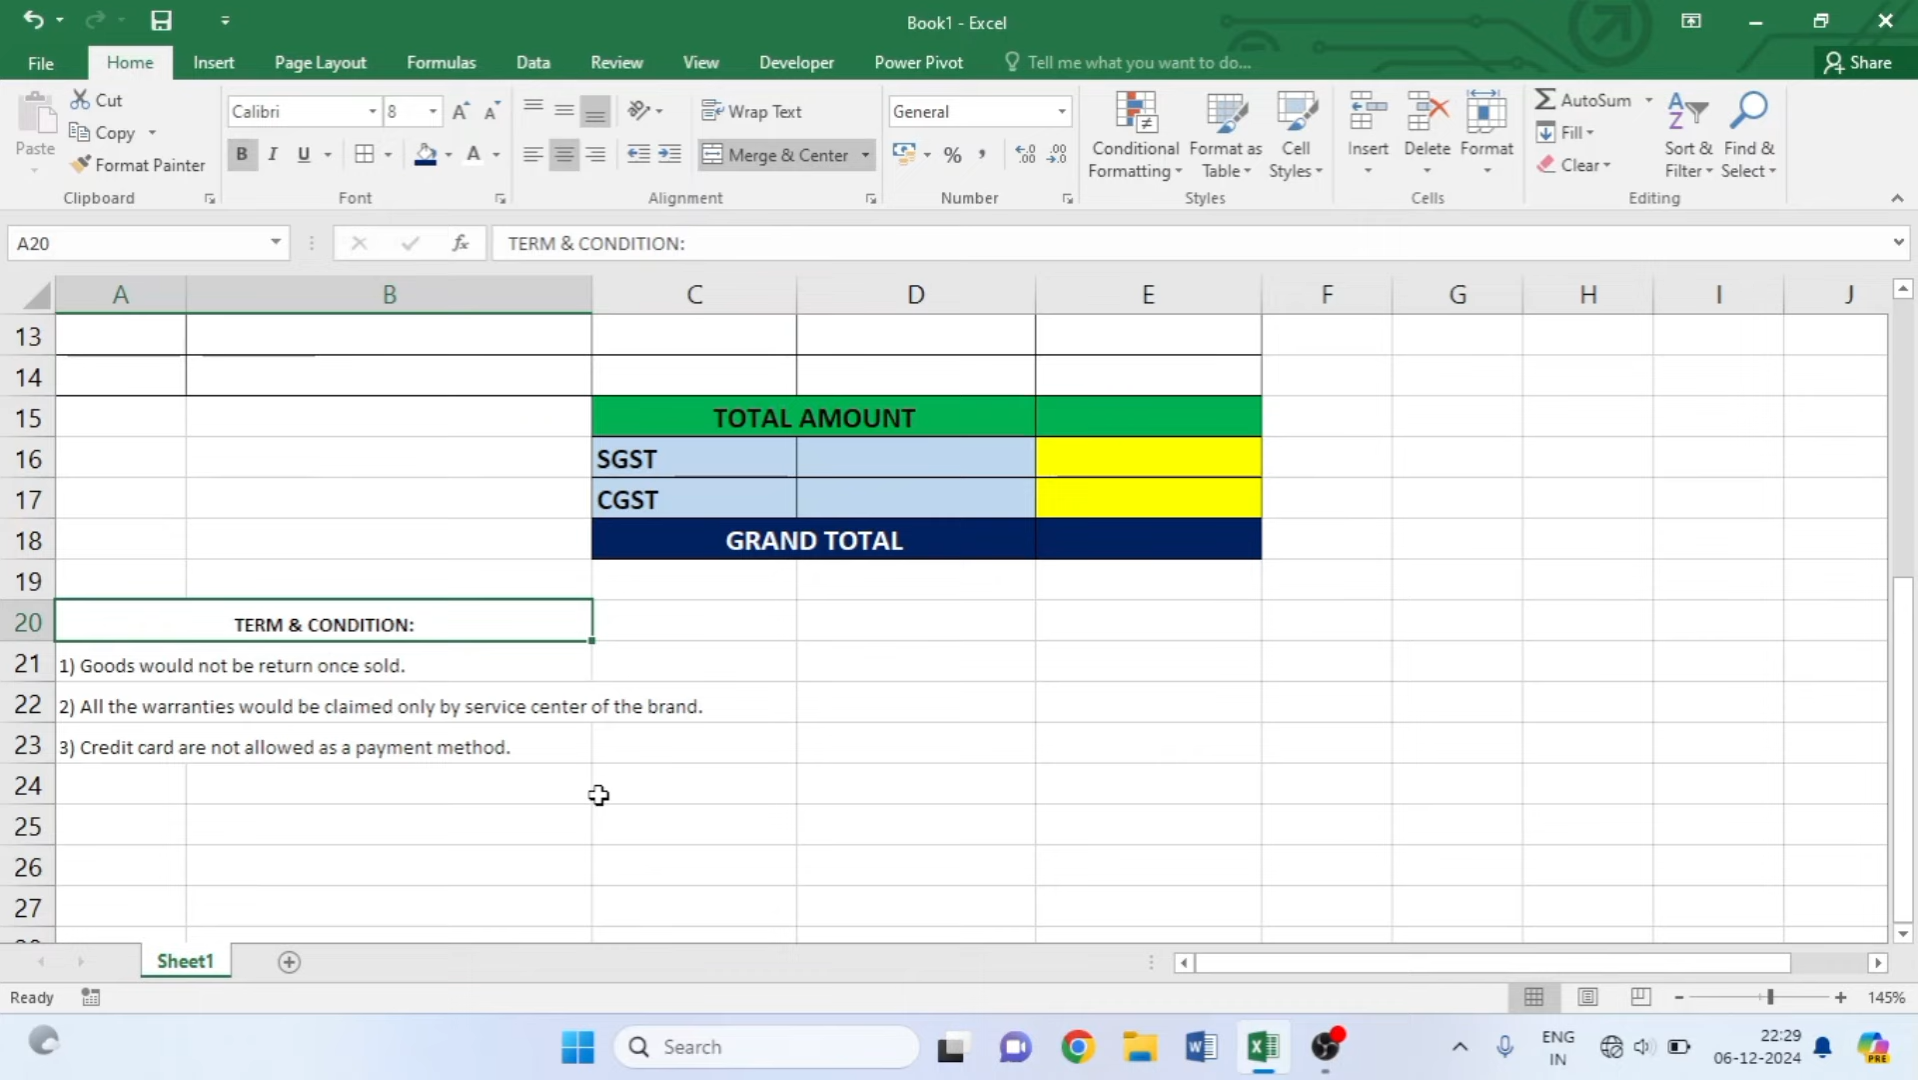 Book1 - Excel
File Home Insert Page Layout Formulas Data Review View Developer Power Pivot Tell me what you want to do... Share
Paste
Cut
Copy
Format Painter
Clipboard
Calibri 8 A A
B I U A
Font
Wrap Text
Merge & Center
Alignment
General
% , .00 .0
Number
Conditional Formatting
Format as Table
Cell Styles
Styles
Insert Delete Format
Cells
AutoSum
Fill
Clear
Sort & Filter
Find & Select
Editing
A20 fx TERM & CONDITION:
A B C D E F G H I J
13
14
15 TOTAL AMOUNT
16 SGST
17 CGST
18 GRAND TOTAL
19
20 TERM & CONDITION:
21 1) Goods would not be return once sold.
22 2) All the warranties would be claimed only by service center of the brand.
23 3) Credit card are not allowed as a payment method.
24
25
26
27
Sheet1
Ready 145%
Search
ENG
IN
22:29
06-12-2024
PRE